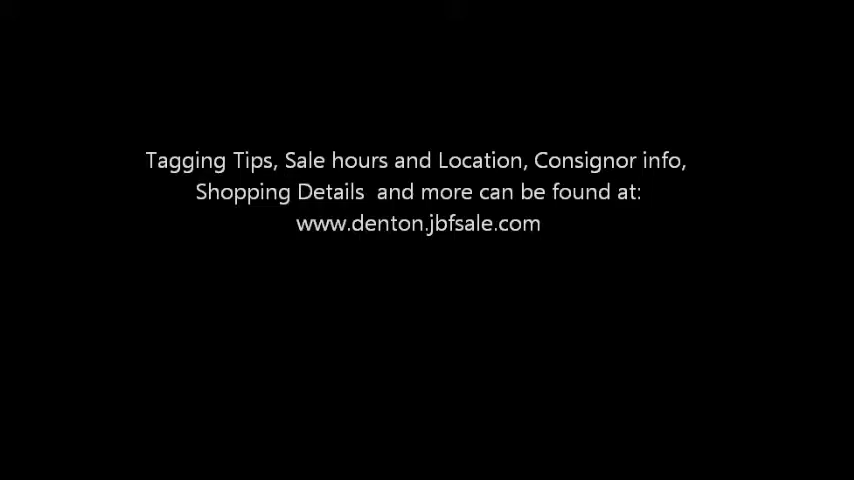 Tagging Tips, Sale hours and Location, Consignor info,
Shopping Details  and more can be found at:
www.denton.jbfsale.com